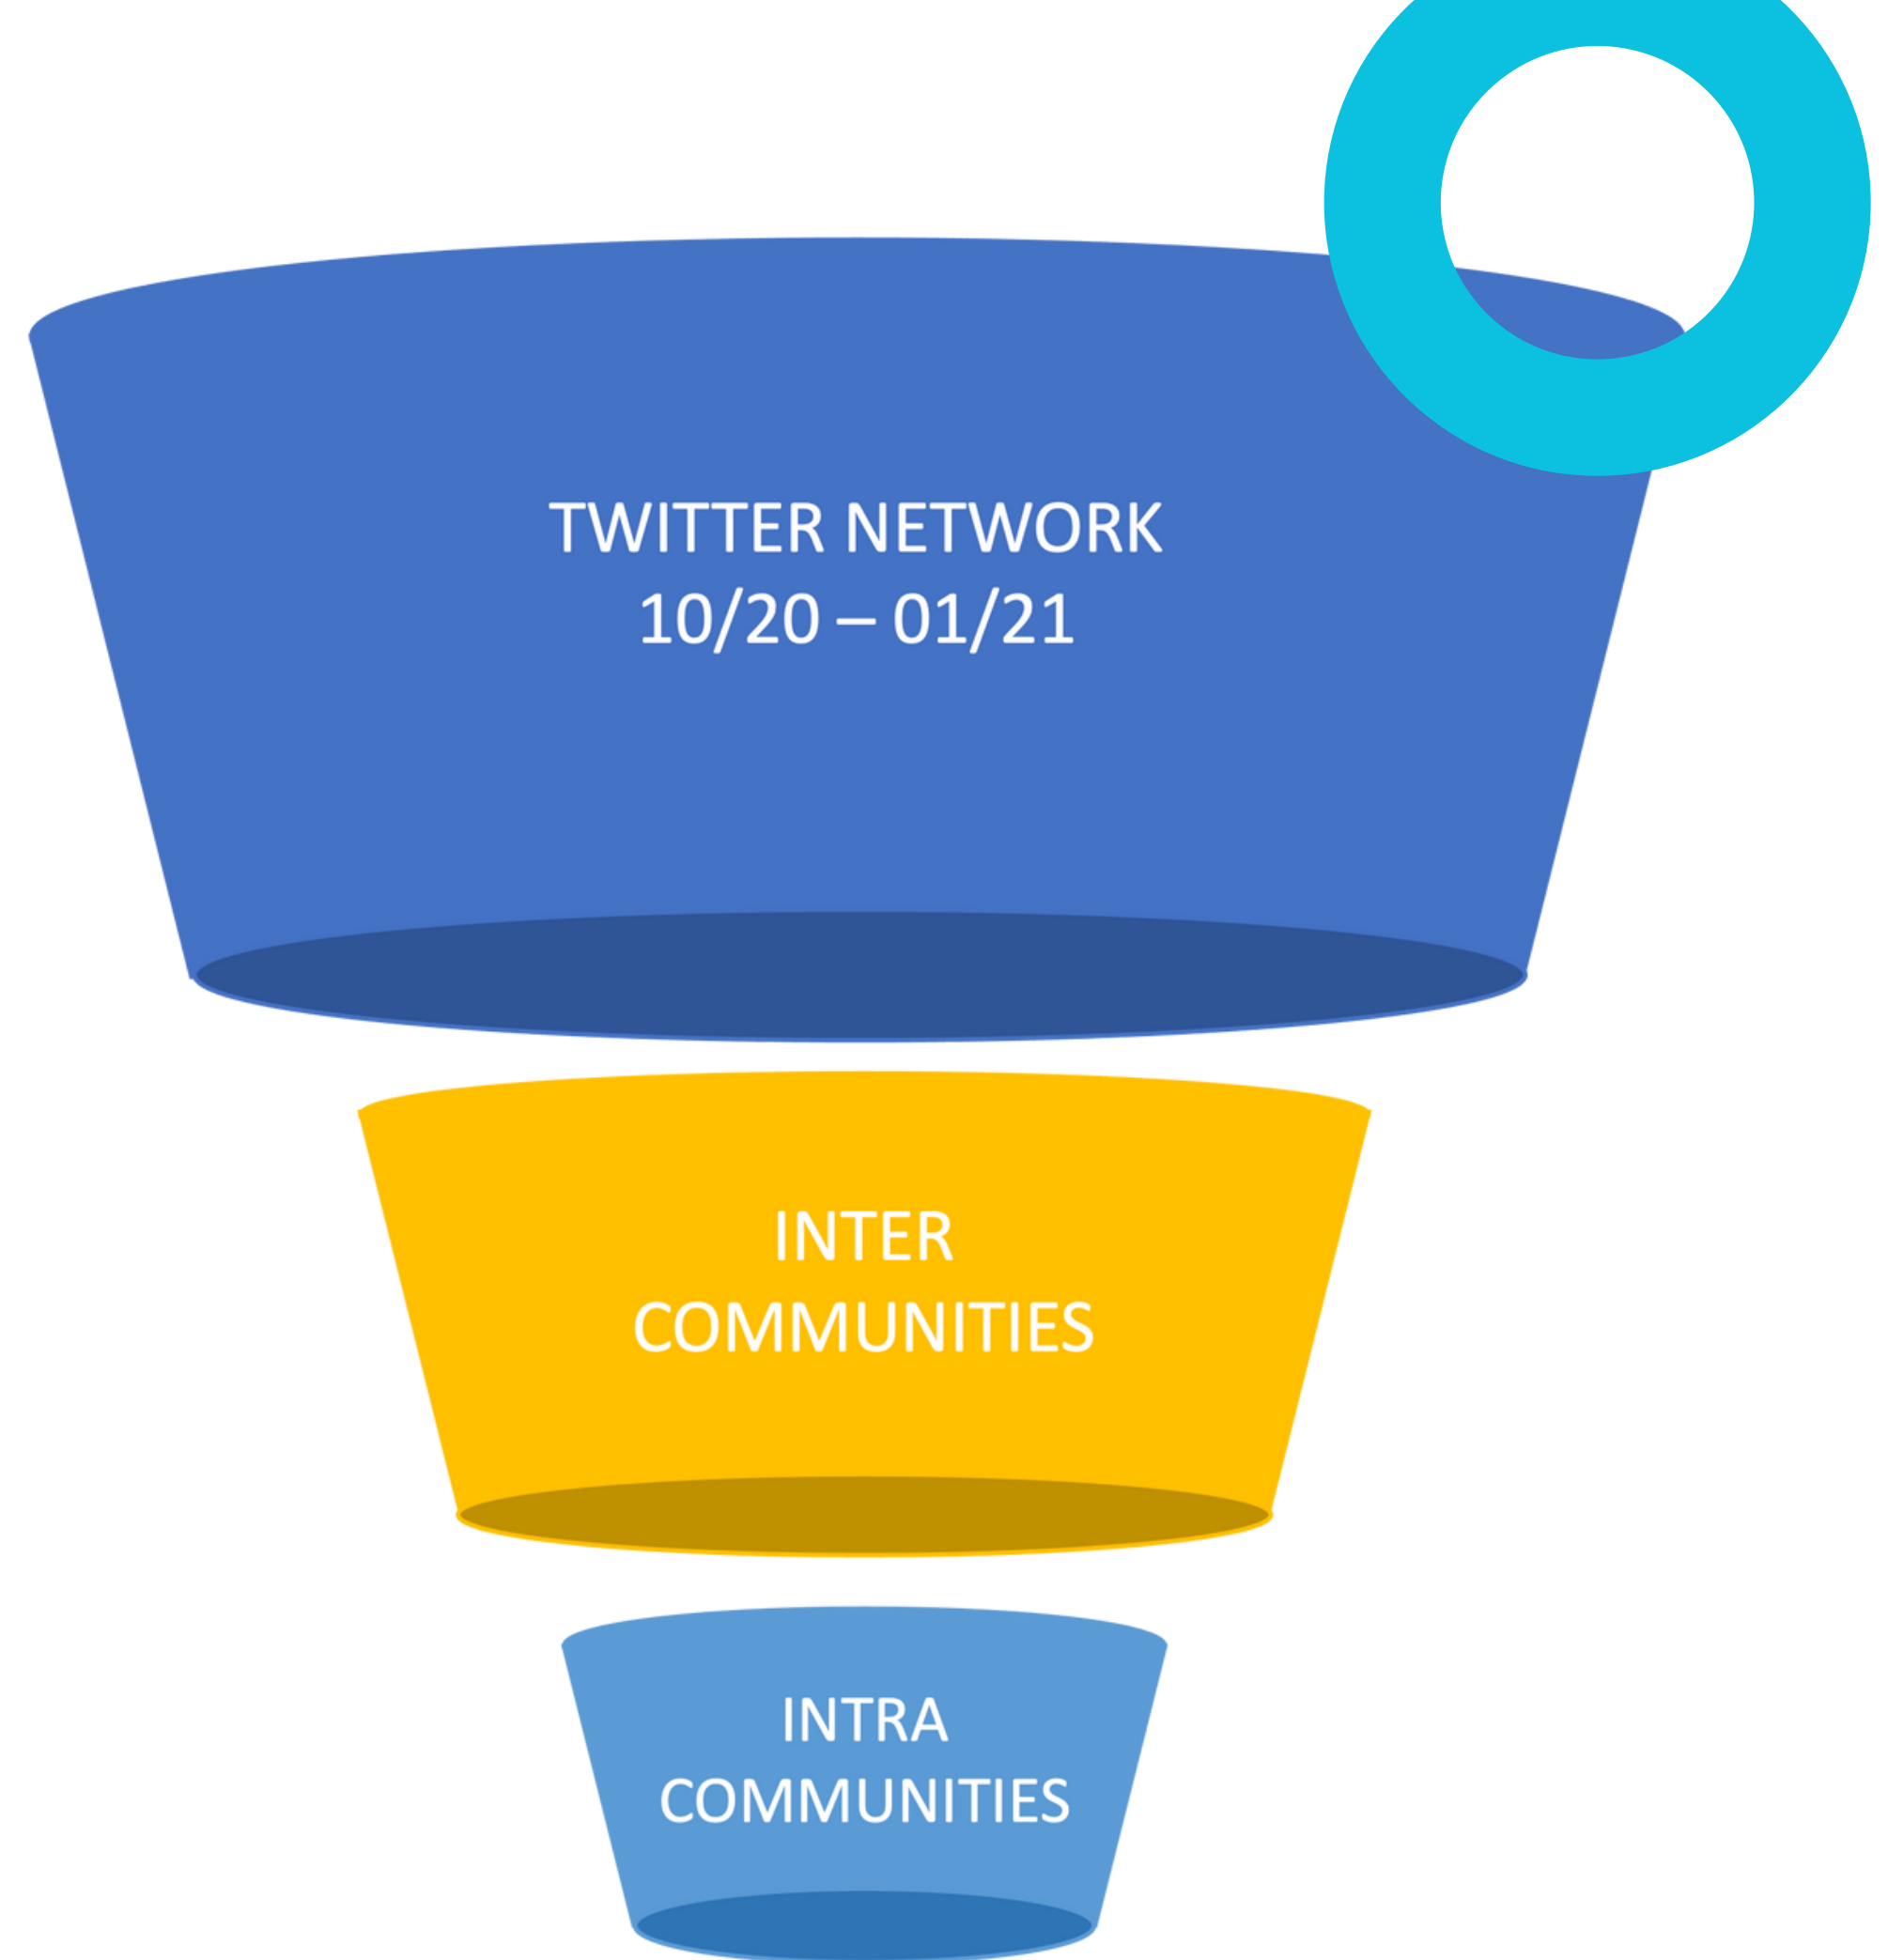 TWITTER NETWORK
10/20 – 01/21
INTER
COMMUNITIES
INTRA
COMMUNITIES